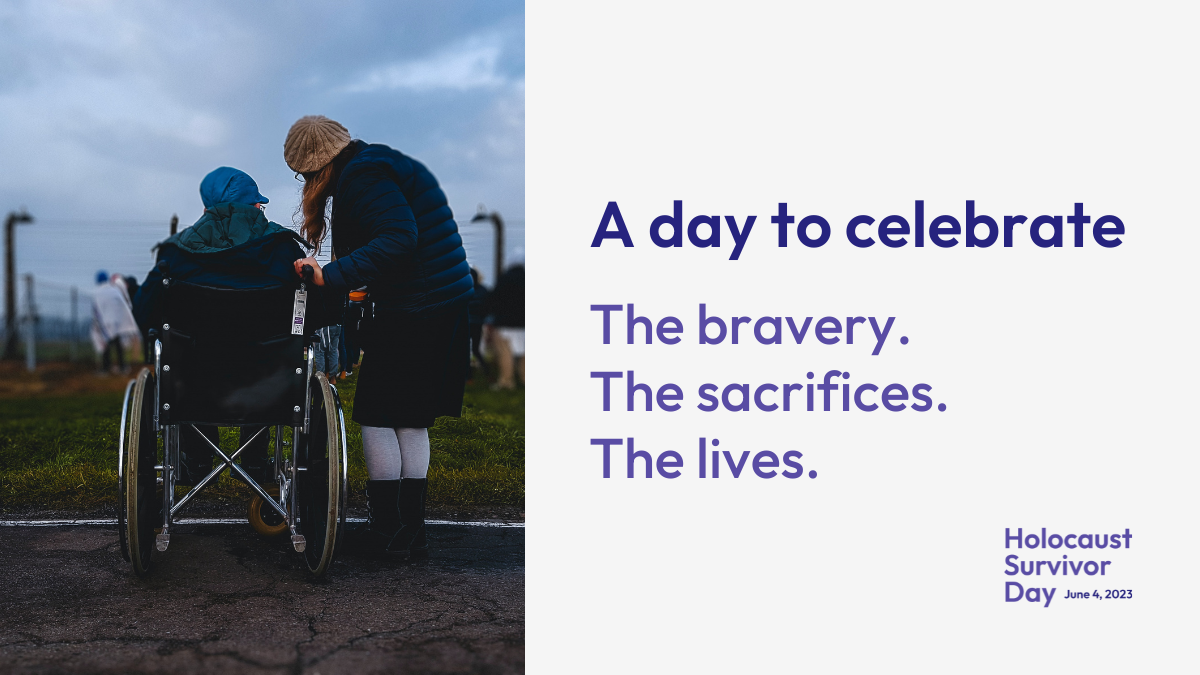 A day to celebrate
The bravery.
The sacrifices.
The lives.
Holocaust
Survivor
Day June 4, 2023